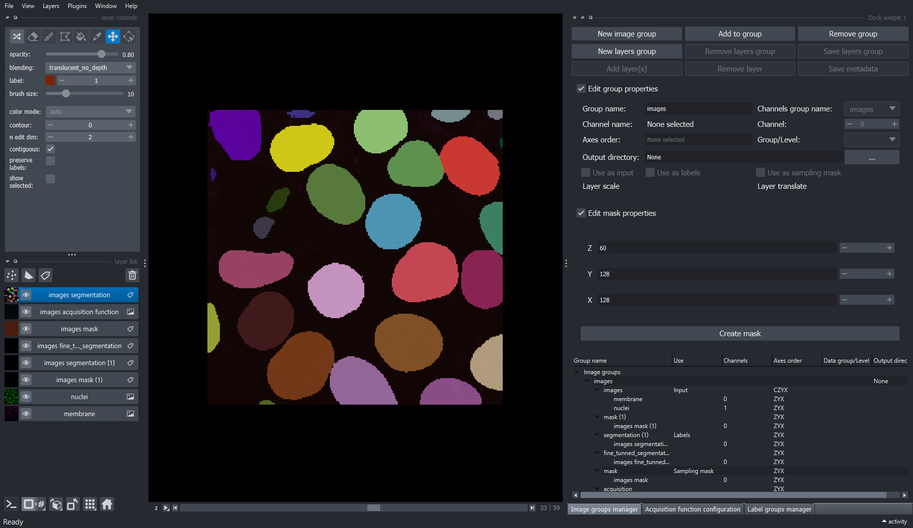 File View Layers Plugins Window Help
layer controls
opacity: 0.80
blending: translucent_no_depth
label: 1
brush size: 10
color mode: auto
contour: 0
n edit dim: 2
contiguous:
preserve labels:
show selected:
layer list
images segmentation
images acquisition function
images mask
images fine_t..._segmentation
images segmentation [1]
images mask (1)
nuclei
membrane
Ready
z 33 59
Dock widget 1
New image group Add to group Remove group
New layers group Remove layers group Save layers group
Add layer(s) Remove layer Save metadata
Edit group properties
Group name: images Channels group name: images
Channel name: None selected Channel: 0
Axes order: None selected Group/Level:
Output directory: None ...
Use as input Use as labels Use as sampling mask
Layer scale Layer translate
Edit mask properties
Z 60
Y 128
X 128
Create mask
Group name Use Channels Axes order Data group/Level Output direc
Image groups
images None
images Input CZYX
membrane 0 ZYX
nuclei 1 ZYX
mask (1) ZYX
images mask (1) 0 ZYX
segmentation (1) Labels ZYX
images segmentati... 0 ZYX
fine_tunned_segmentat... ZYX
images fine_tunned... 0 ZYX
mask Sampling mask ZYX
images mask 0 ZYX
acquisition ZYX
Image groups manager Acquisition function configuration Label groups manager
activity